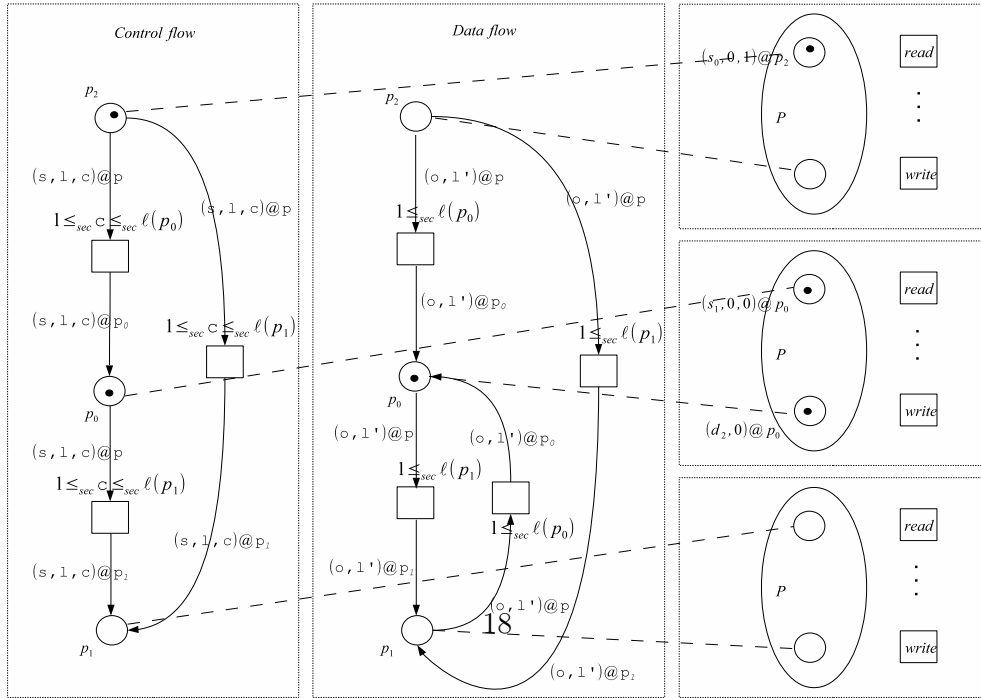 Control flow
p₂
(s,l,c)@p
(s,l,c)@p
1≤sec c ≤sec ℓ(p₀)
(s,l,c)@p₀
1≤sec c ≤sec ℓ(p₁)
p₀
(s,l,c)@p
1≤sec c ≤sec ℓ(p₁)
(s,l,c)@p₁
(s,l,c)@p₁
p₁
Data flow
p₂
(o,l')@p
(o,l')@p
1≤sec ℓ(p₀)
(o,l')@p₀
1≤sec ℓ(p₁)
p₀
(o,l')@p
(o,l')@p₀
1≤sec ℓ(p₁)
1≤sec ℓ(p₀)
(o,l')@p₁
(o,l')@p
18
p₁
(o,l')@p₁
(s₀,0,1)@p₂
read
P
write
(s₁,0,0)@p₀
read
P
write
(d₂,0)@p₀
read
P
write